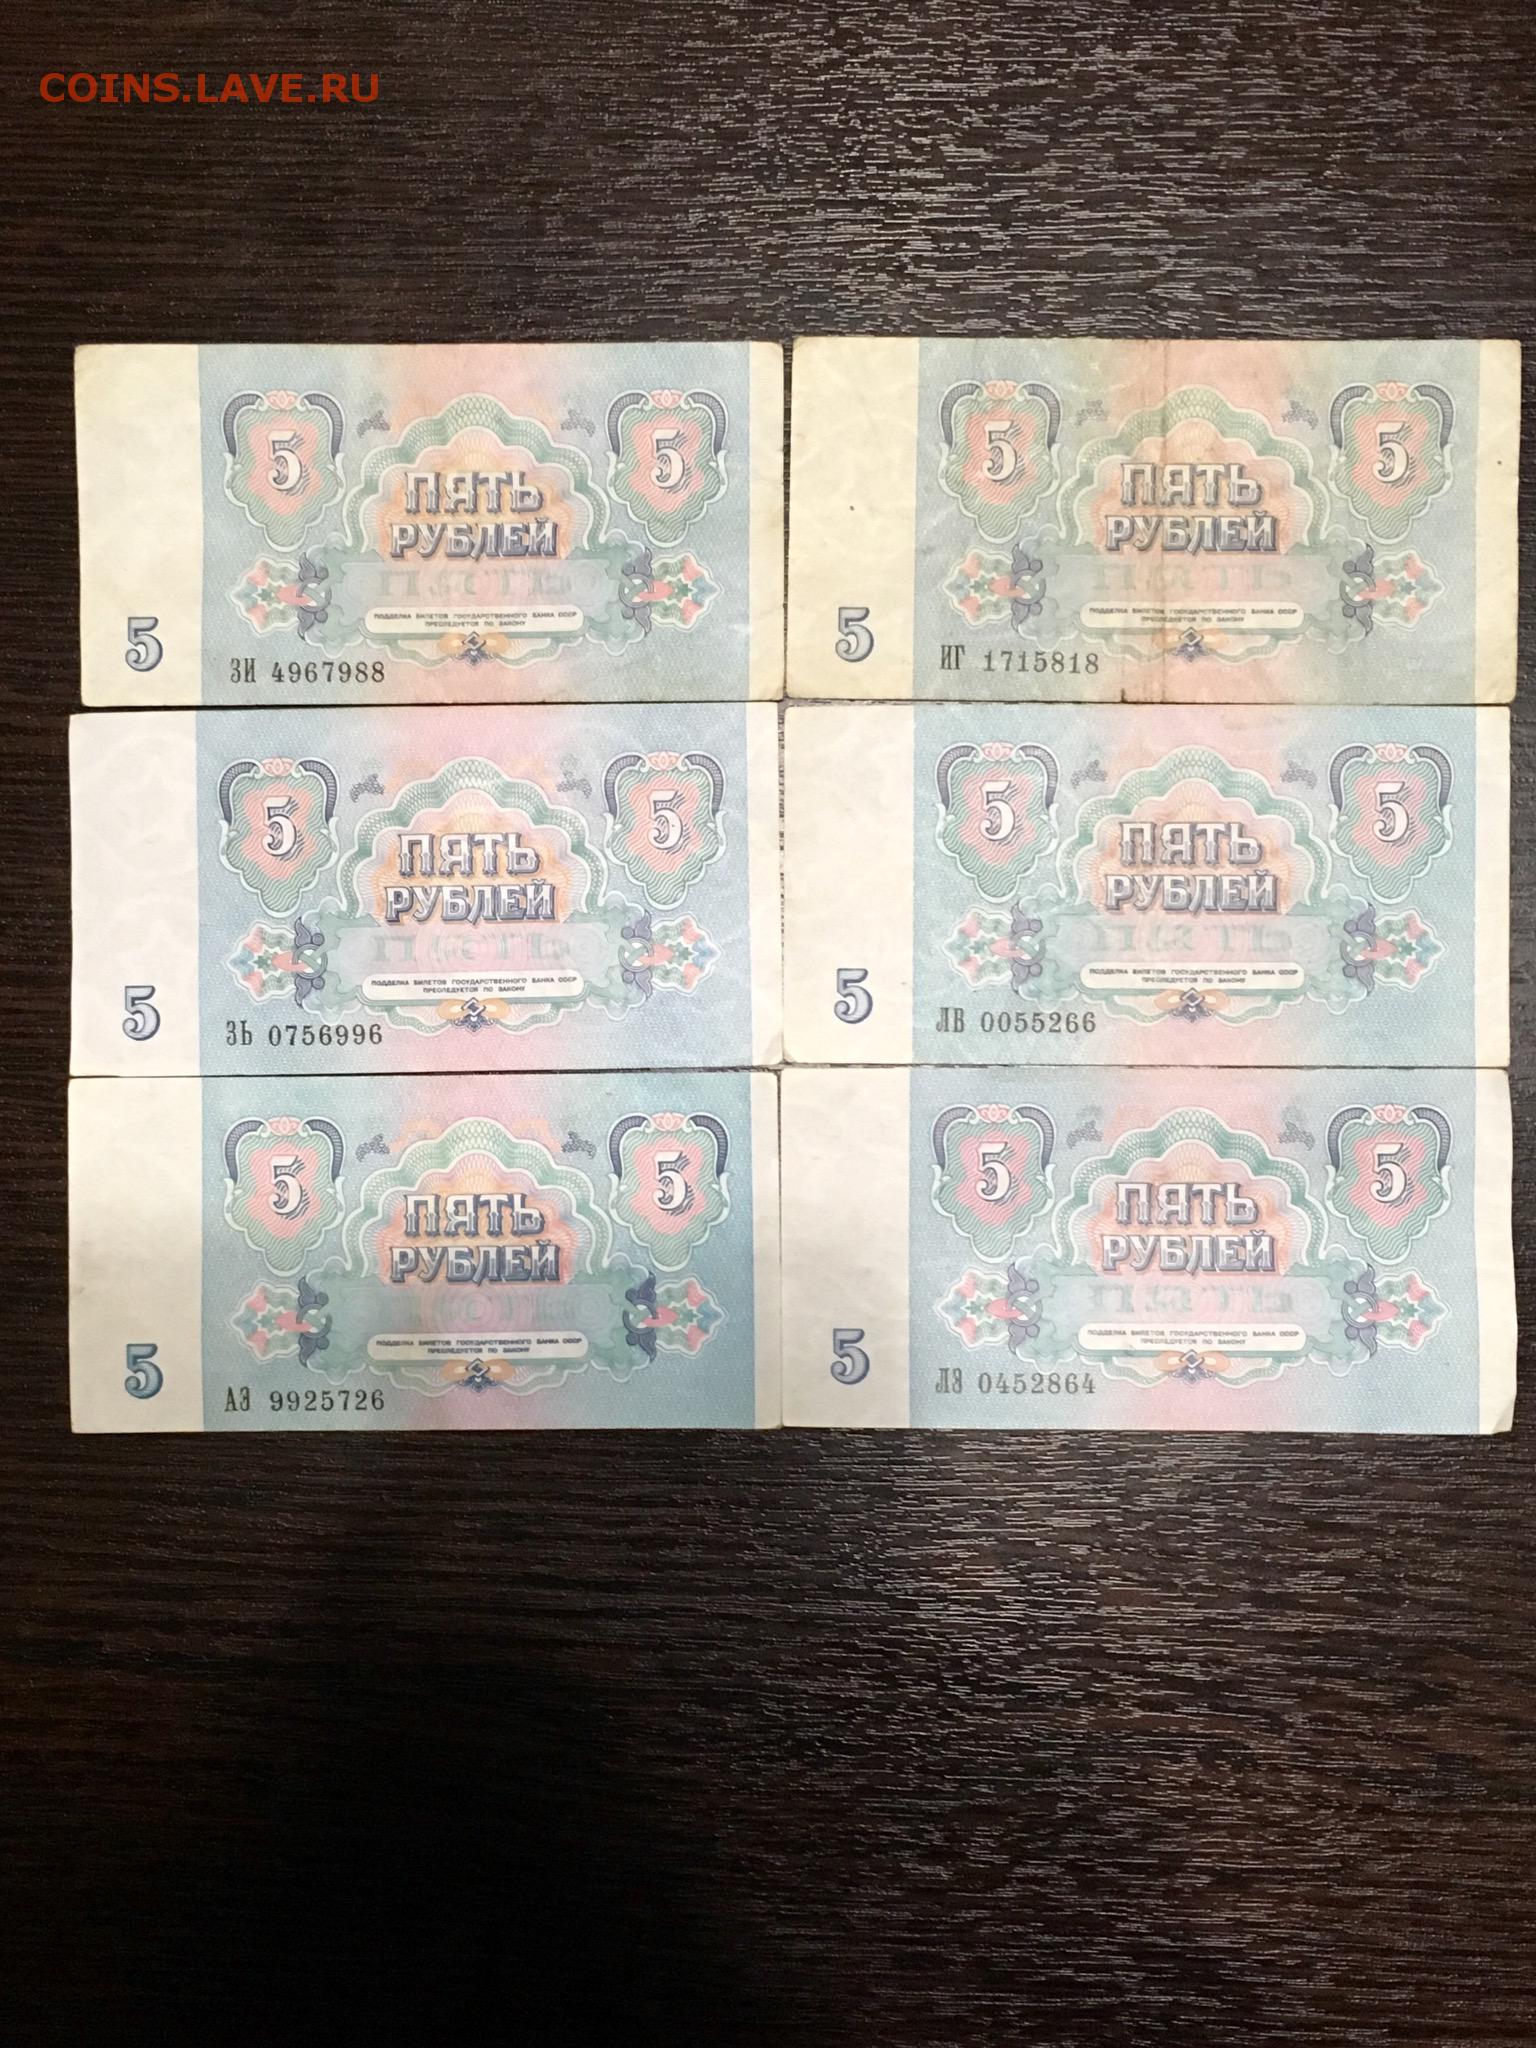 COINS.LAVE.RU
5 5
ПЯТЬ
РУБЛЕЙ
ПОДДЕЛКА БИЛЕТОВ ГОСУДАРСТВЕННОГО БАНКА СССР
ПРЕСЛЕДУЕТСЯ ПО ЗАКОНУ
5
ЗИ 4967988
5 5
ПЯТЬ
РУБЛЕЙ
ПОДДЕЛКА БИЛЕТОВ ГОСУДАРСТВЕННОГО БАНКА СССР
ПРЕСЛЕДУЕТСЯ ПО ЗАКОНУ
5
ИГ 1715818
5 5
ПЯТЬ
РУБЛЕЙ
ПОДДЕЛКА БИЛЕТОВ ГОСУДАРСТВЕННОГО БАНКА СССР
ПРЕСЛЕДУЕТСЯ ПО ЗАКОНУ
5
ЗЬ 0756996
5 5
ПЯТЬ
РУБЛЕЙ
ПОДДЕЛКА БИЛЕТОВ ГОСУДАРСТВЕННОГО БАНКА СССР
ПРЕСЛЕДУЕТСЯ ПО ЗАКОНУ
5
ЛВ 0055266
5 5
ПЯТЬ
РУБЛЕЙ
ПОДДЕЛКА БИЛЕТОВ ГОСУДАРСТВЕННОГО БАНКА СССР
ПРЕСЛЕДУЕТСЯ ПО ЗАКОНУ
5
АЭ 9925726
5 5
ПЯТЬ
РУБЛЕЙ
ПОДДЕЛКА БИЛЕТОВ ГОСУДАРСТВЕННОГО БАНКА СССР
ПРЕСЛЕДУЕТСЯ ПО ЗАКОНУ
5
ЛЭ 0452864